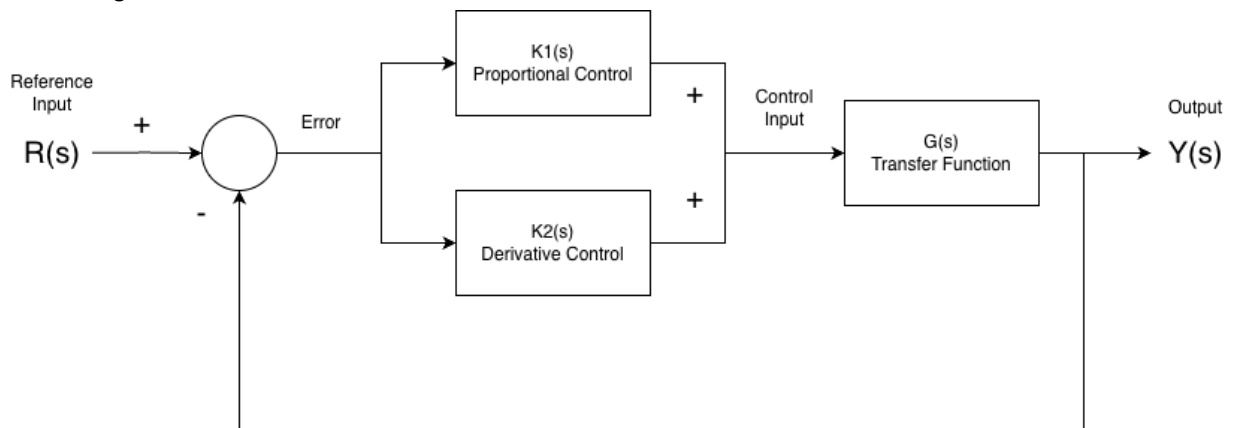 K1(s)
Proportional Control
Reference
Input
+
Error
+
Control
Input
Output
R(s)
G(s)
Transfer Function
Y(s)
-
+
K2(s)
Derivative Control